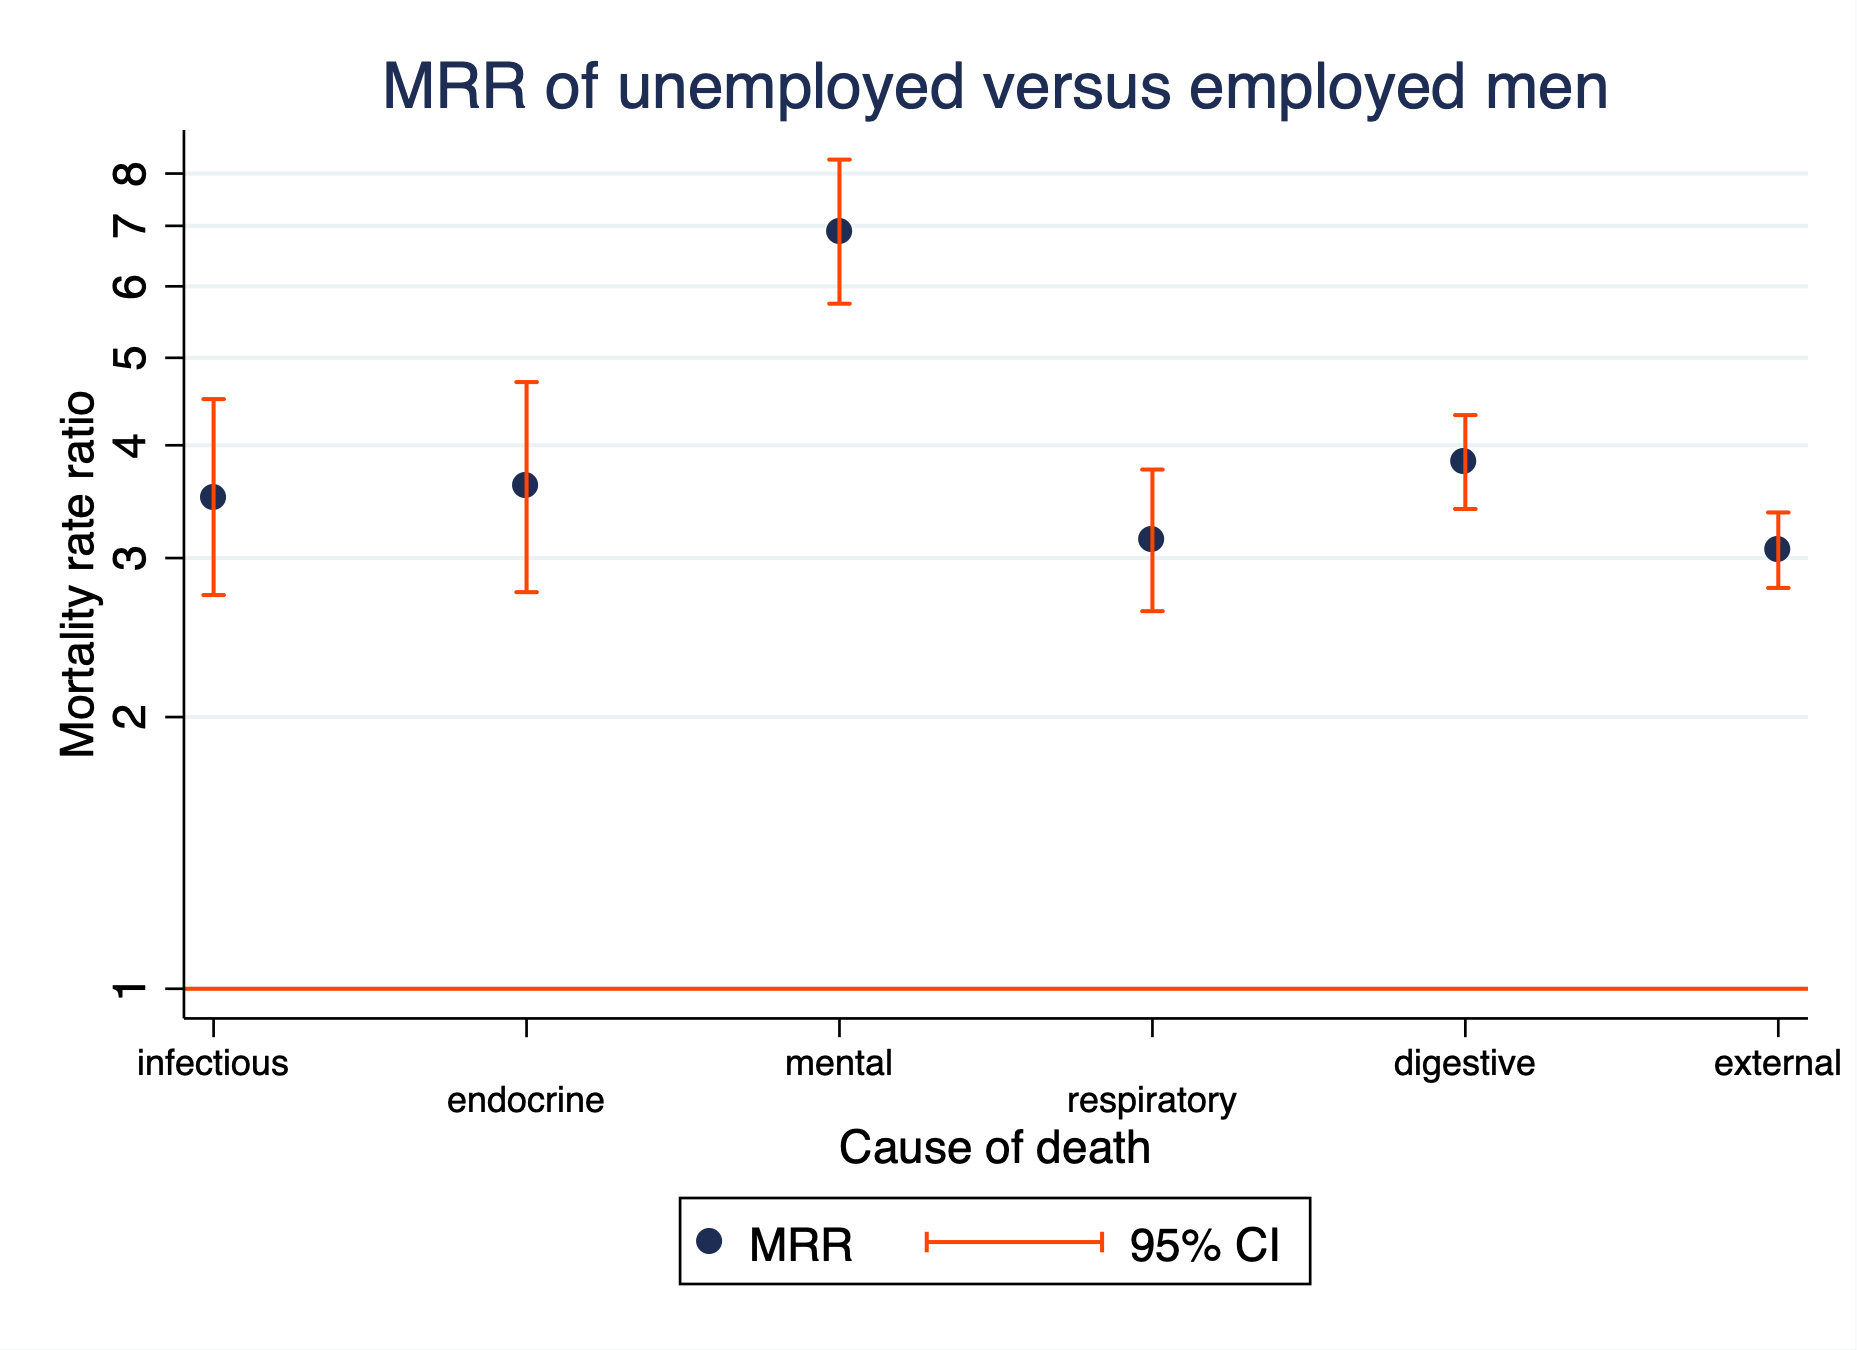 MRR of unemployed versus employed men
Mortality rate ratio
8
7
6
5
4
3
2
1
infectious
endocrine
mental
respiratory
digestive
external
Cause of death
MRR 95% CI